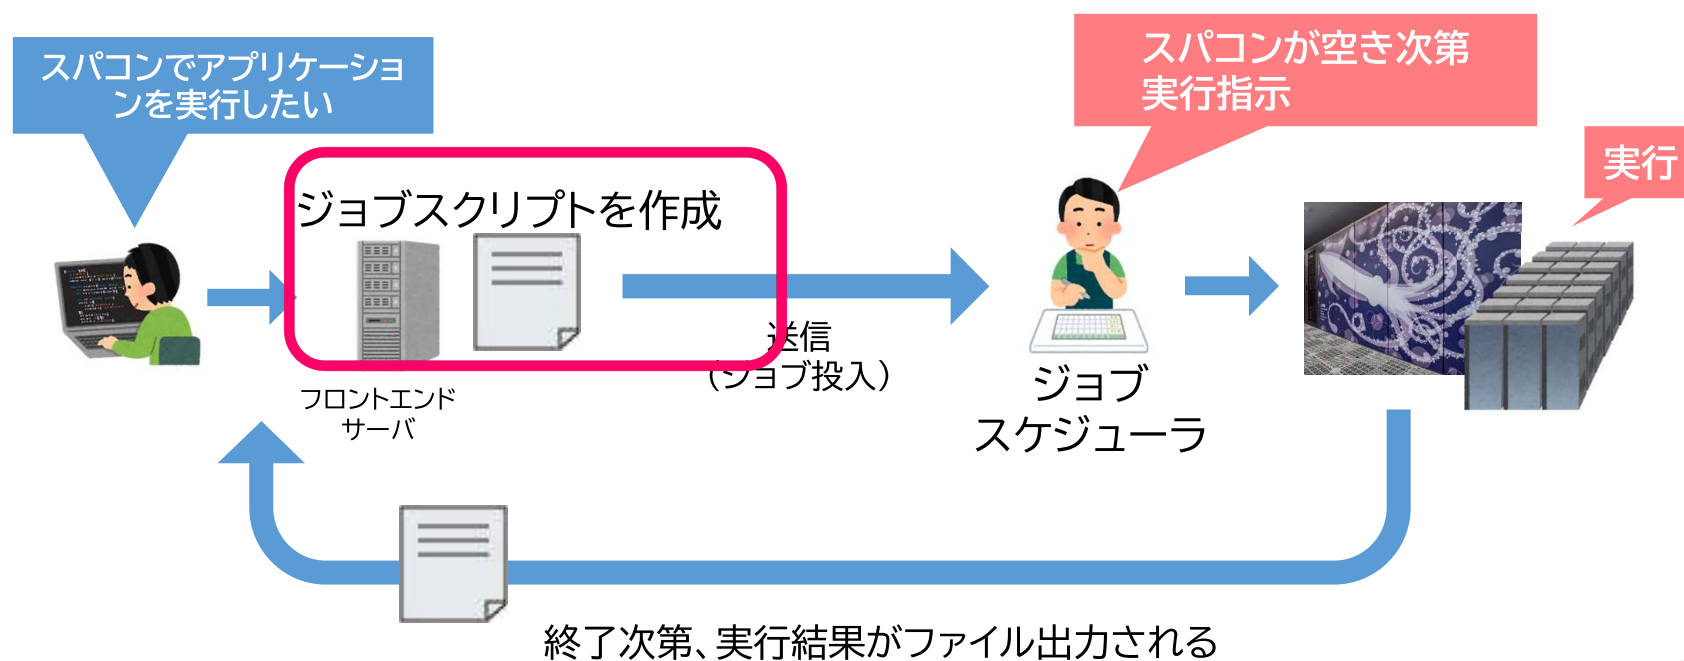 スパコンでアプリケーショ
ンを実行したい
スパコンが空き次第
実行指示
実行
ジョブスクリプトを作成
送信
（ジョブ投入）
フロントエンド
サーバ
ジョブ
スケジューラ
終了次第、実行結果がファイル出力される